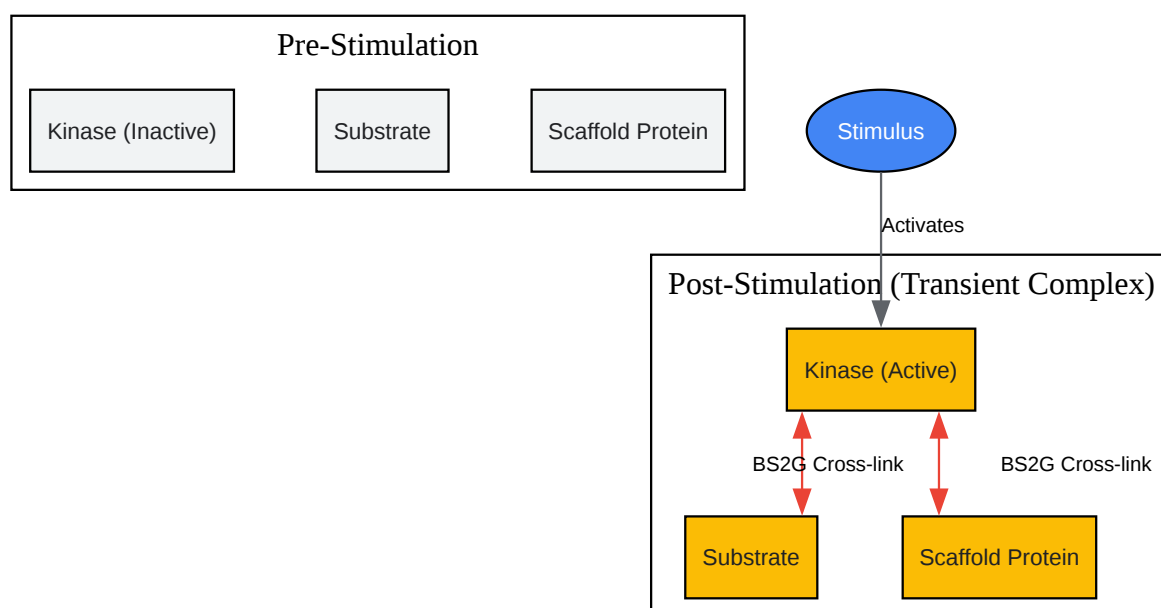 Pre-Stimulation
Kinase (Inactive)
Substrate
Scaffold Protein
Stimulus
Activates
Post-Stimulation (Transient Complex)
Kinase (Active)
BS2G Cross-link
BS2G Cross-link
Substrate
Scaffold Protein